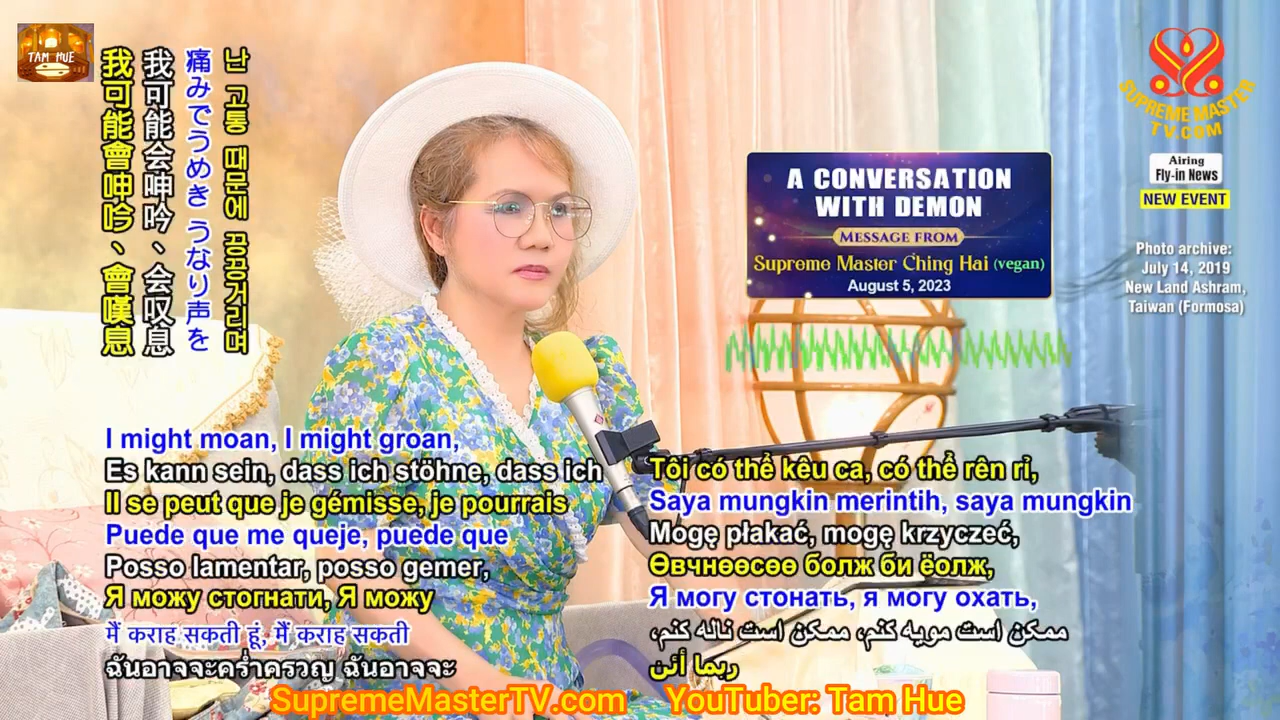 TAM HUE
我可能會呻吟、會嘆息
我可能会呻吟、会叹息
痛みでうめき うなり声を
난 고통 때문에 끙끙거리며
SUPREME MASTER
TV.COM
Airing
Fly-in News
NEW EVENT
Photo archive:
July 14, 2019
New Land Ashram,
Taiwan (Formosa)
A CONVERSATION
WITH DEMON
MESSAGE FROM
Supreme Master Ching Hai (vegan)
August 5, 2023
I might moan, I might groan,
Es kann sein, dass ich stöhne, dass ich
Il se peut que je gémisse, je pourrais
Puede que me queje, puede que
Posso lamentar, posso gemer,
Я можу стогнати, Я можу
मैं कराह सकती हूं, मैं कराह सकती
ฉันอาจจะคร่ำครวญ ฉันอาจจะ
Tôi có thể kêu ca, có thể rên rỉ,
Saya mungkin merintih, saya mungkin
Mogę płakać, mogę krzyczeć,
Өвчнөөсөө болж би ёолж,
Я могу стонать, я могу охать,
ممکن است مویه کنم، ممکن است ناله کنم،
ربما أئن
SupremeMasterTV.com
YouTuber: Tam Hue